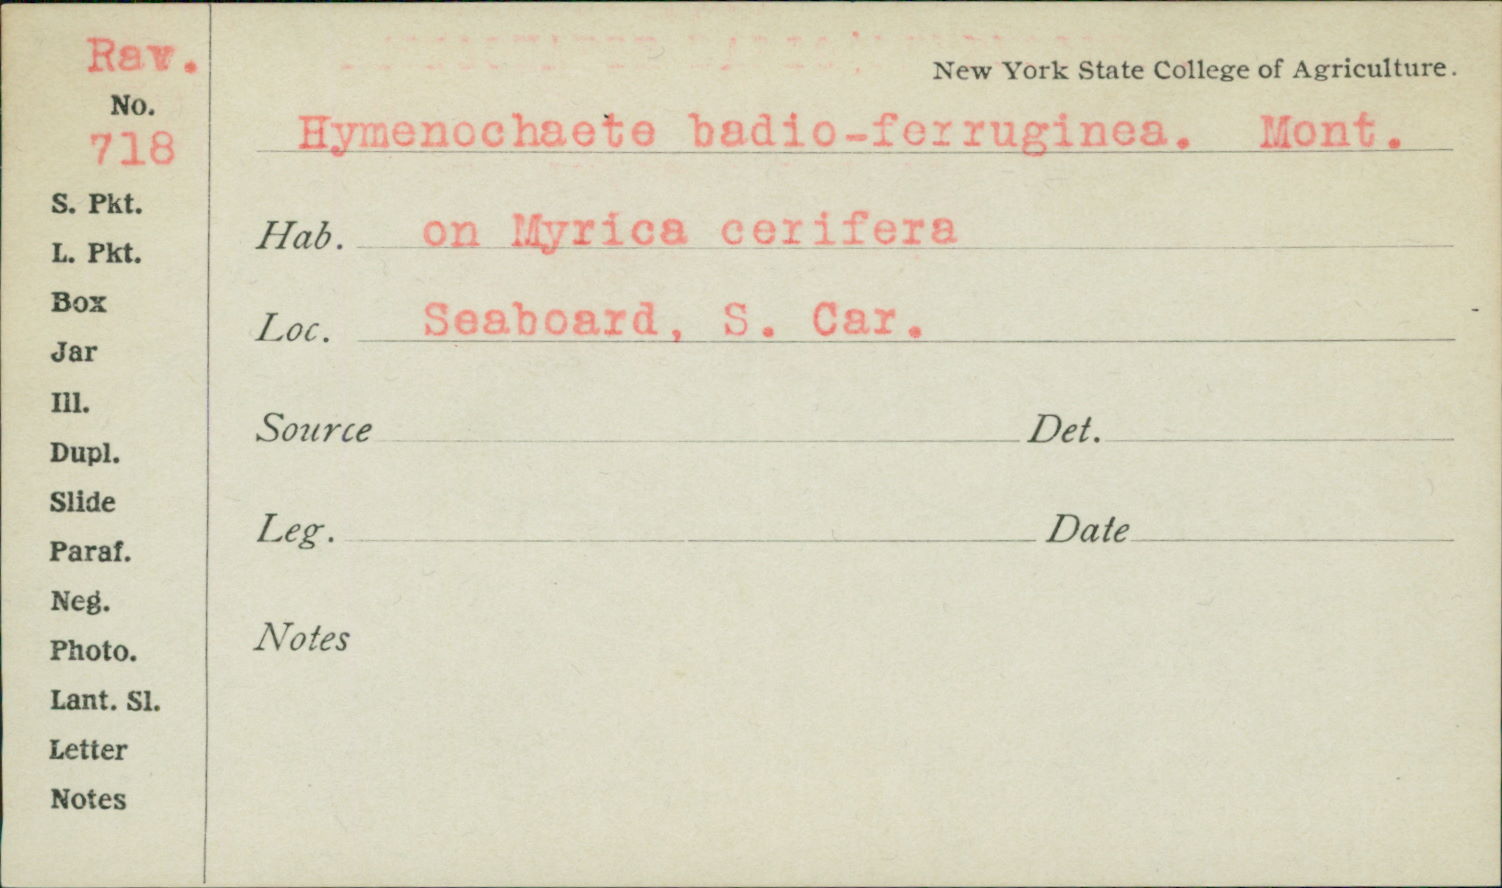 Rav.
No.
718
S. Pkt.
L. Pkt.
Box
Jar
Ill.
Dupl.
Slide
Paraf.
Neg.
Photo.
Lant. Sl.
Letter
Notes
New York State College of Agriculture.
Hymenochaete badio-ferruginea. Mont.
Hab. on Myrica cerifera
Loc. Seaboard, S. Car.
Source Det.
Leg. Date
Notes